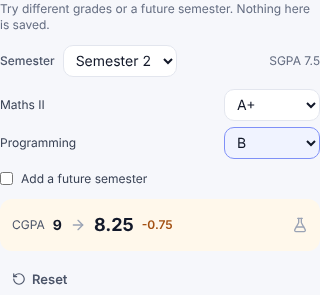 Try different grades or a future semester. Nothing here
is saved.
Semester Semester 2 SGPA 7.5
Maths II A+
Programming B
Add a future semester
CGPA 9 → 8.25 -0.75
Reset